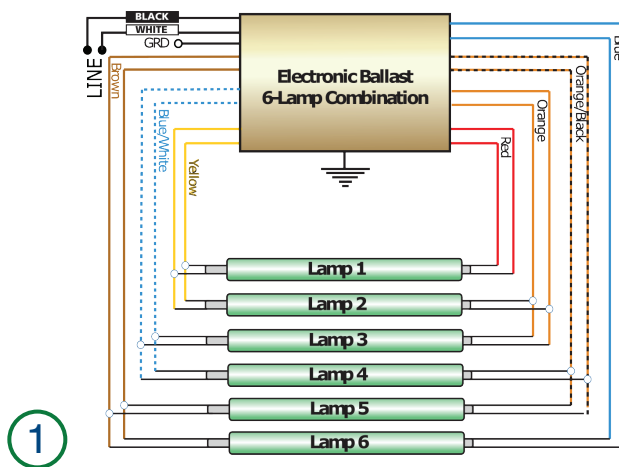 BLACK
WHITE
GRD
LINE
Brown
Blue/White
Yellow
Electronic Ballast
6-Lamp Combination
Red
Orange
Orange/Black
Blue
Lamp 1
Lamp 2
Lamp 3
Lamp 4
Lamp 5
Lamp 6
1